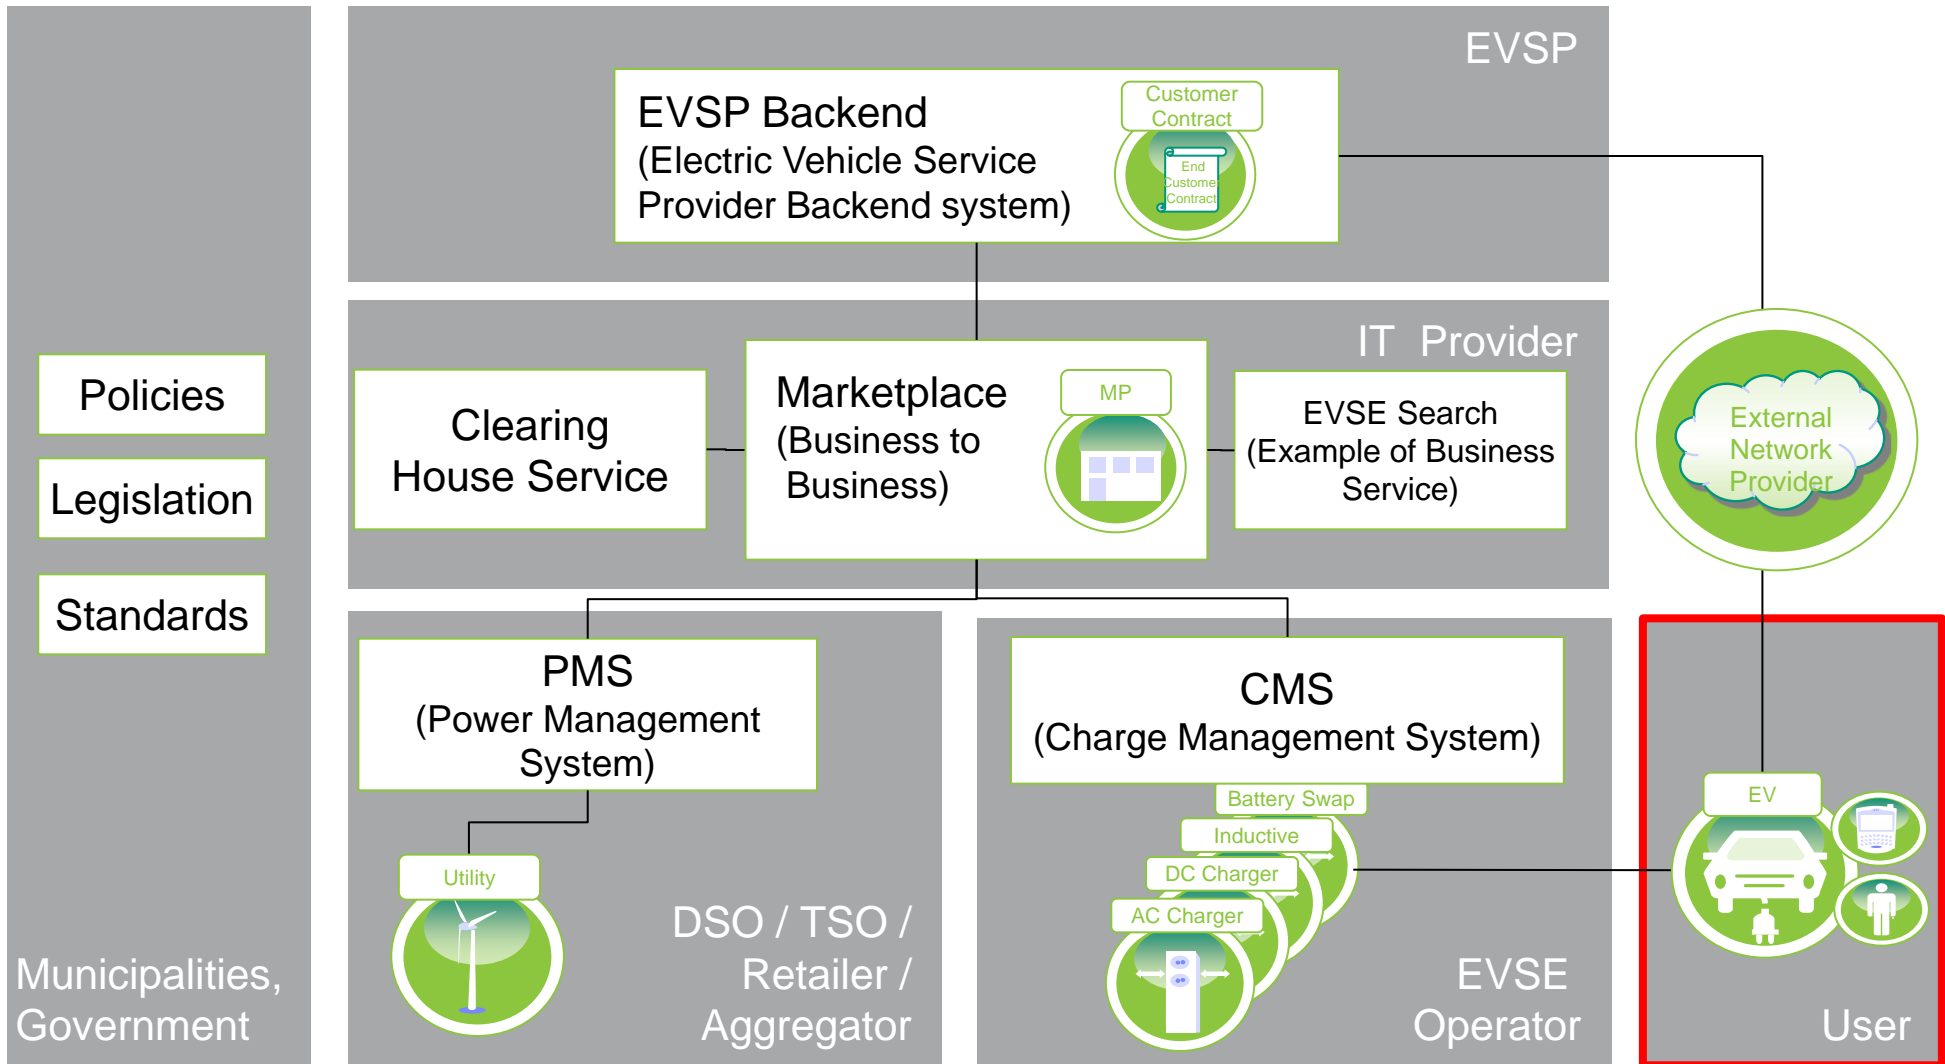 EVSP
EVSP Backend
(Electric Vehicle Service
Provider Backend system)
Customer
Contract
End
Customer
Contract
IT Provider
Policies
Legislation
Standards
Municipalities,
Government
Clearing
House Service
Marketplace
(Business to
Business)
MP
EVSE Search
(Example of Business
Service)
External
Network
Provider
PMS
(Power Management
System)
Utility
DSO / TSO /
Retailer /
Aggregator
CMS
(Charge Management System)
Battery Swap
Inductive
DC Charger
AC Charger
EVSE
Operator
EV
User